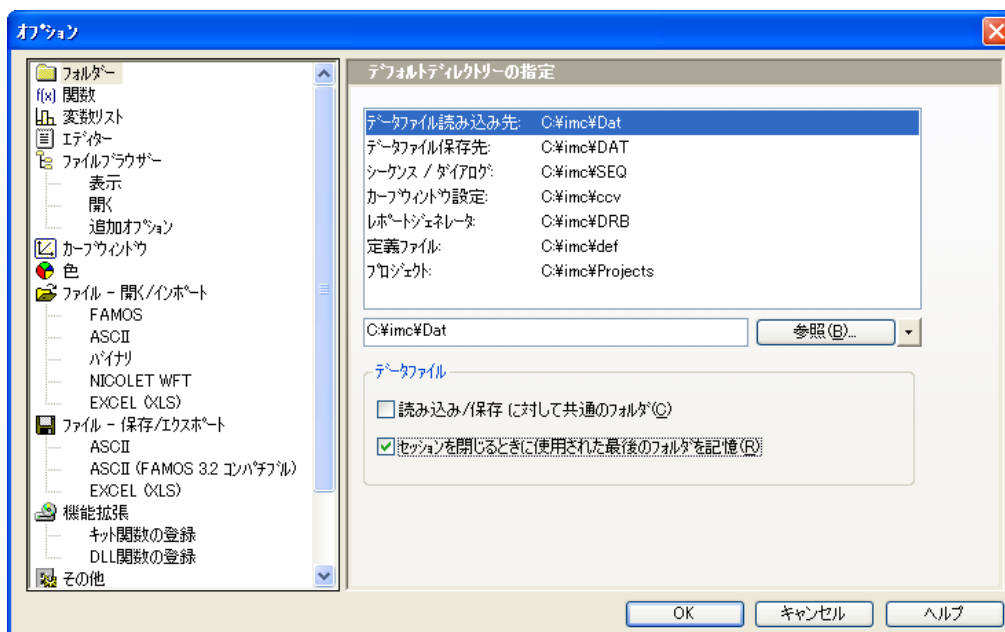 オプション
フォルダー
f(x) 関数
変数リスト
エディター
ファイルブラウザー
表示
開く
追加オプション
カーブウィンドウ
色
ファイル - 開く/インポート
FAMOS
ASCII
バイナリ
NICOLET WFT
EXCEL (XLS)
ファイル - 保存/エクスポート
ASCII
ASCII (FAMOS 3.2 コンパチブル)
EXCEL (XLS)
機能拡張
キット関数の登録
DLL関数の登録
その他
デフォルトディレクトリーの指定
データファイル読み込み先: C:¥imc¥Dat
データファイル保存先: C:¥imc¥DAT
シーケンス / ダイアログ: C:¥imc¥SEQ
カーブウィンドウ設定: C:¥imc¥ccv
レポートジェネレータ: C:¥imc¥DRB
定義ファイル: C:¥imc¥def
プロジェクト: C:¥imc¥Projects
C:¥imc¥Dat 参照(B)...
データファイル
読み込み/保存 に対して共通のフォルダ(C)
セッションを閉じるときに使用された最後のフォルダを記憶(R)
OK キャンセル ヘルプ